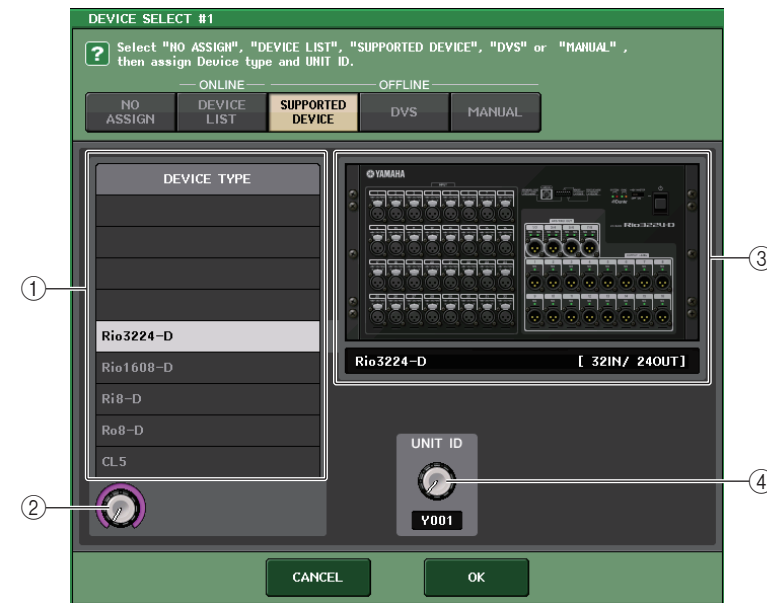 DEVICE SELECT #1
? Select "NO ASSIGN", "DEVICE LIST", "SUPPORTED DEVICE", "DVS" or "MANUAL" ,
then assign Device type and UNIT ID.
ONLINE OFFLINE
NO ASSIGN
DEVICE LIST
SUPPORTED DEVICE
DVS
MANUAL
DEVICE TYPE
Rio3224-D
Rio1608-D
Ri8-D
Ro8-D
CL5
YAMAHA
Rio3224-D
Rio3224-D [ 32IN/ 24OUT]
UNIT ID
Y001
CANCEL
OK
1
2
3
4